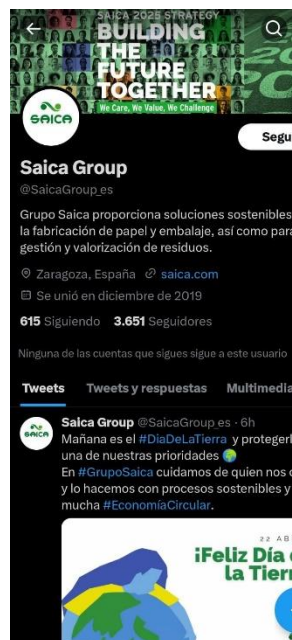 SAICA 2025 STRATEGY
BUILDING
THE
FUTURE
TOGETHER
We Care, We Value, We Challenge
SAICA
Segu
Saica Group
@SaicaGroup_es
Grupo Saica proporciona soluciones sostenibles
la fabricación de papel y embalaje, así como para
gestión y valorización de residuos.
Zaragoza, España saica.com
Se unió en diciembre de 2019
615 Siguiendo 3.651 Seguidores
Ninguna de las cuentas que sigues sigue a este usuario
Tweets Tweets y respuestas Multimedia
Saica Group @SaicaGroup_es · 6h
SAICA
Mañana es el #DiaDeLaTierra y protegerl
una de nuestras prioridades
En #GrupoSaica cuidamos de quien nos c
y lo hacemos con procesos sostenibles y
mucha #EconomíaCircular.
22 AB
¡Feliz Día d
la Tierr